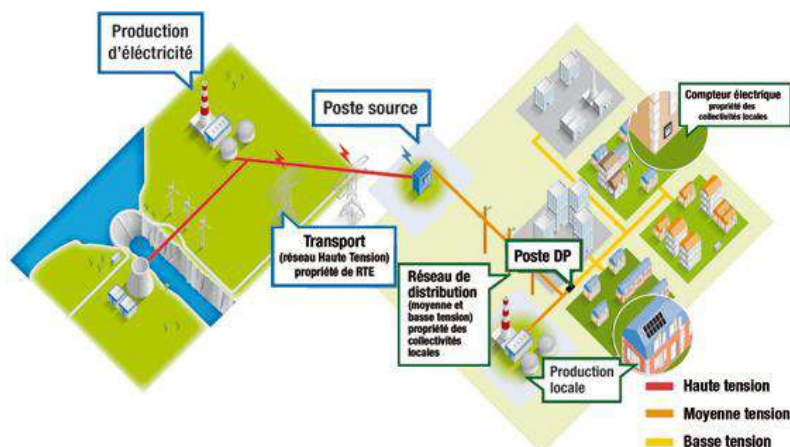 Production
d'éléctricité
Poste source
Compteur électrique
propriété des
collectivités locales
Transport
(réseau Haute Tension)
propriété de RTE
Réseau de
distribution
(moyenne et
basse tension)
propriété des
collectivités
locales
Poste DP
Production
locale
Haute tension
Moyenne tension
Basse tension